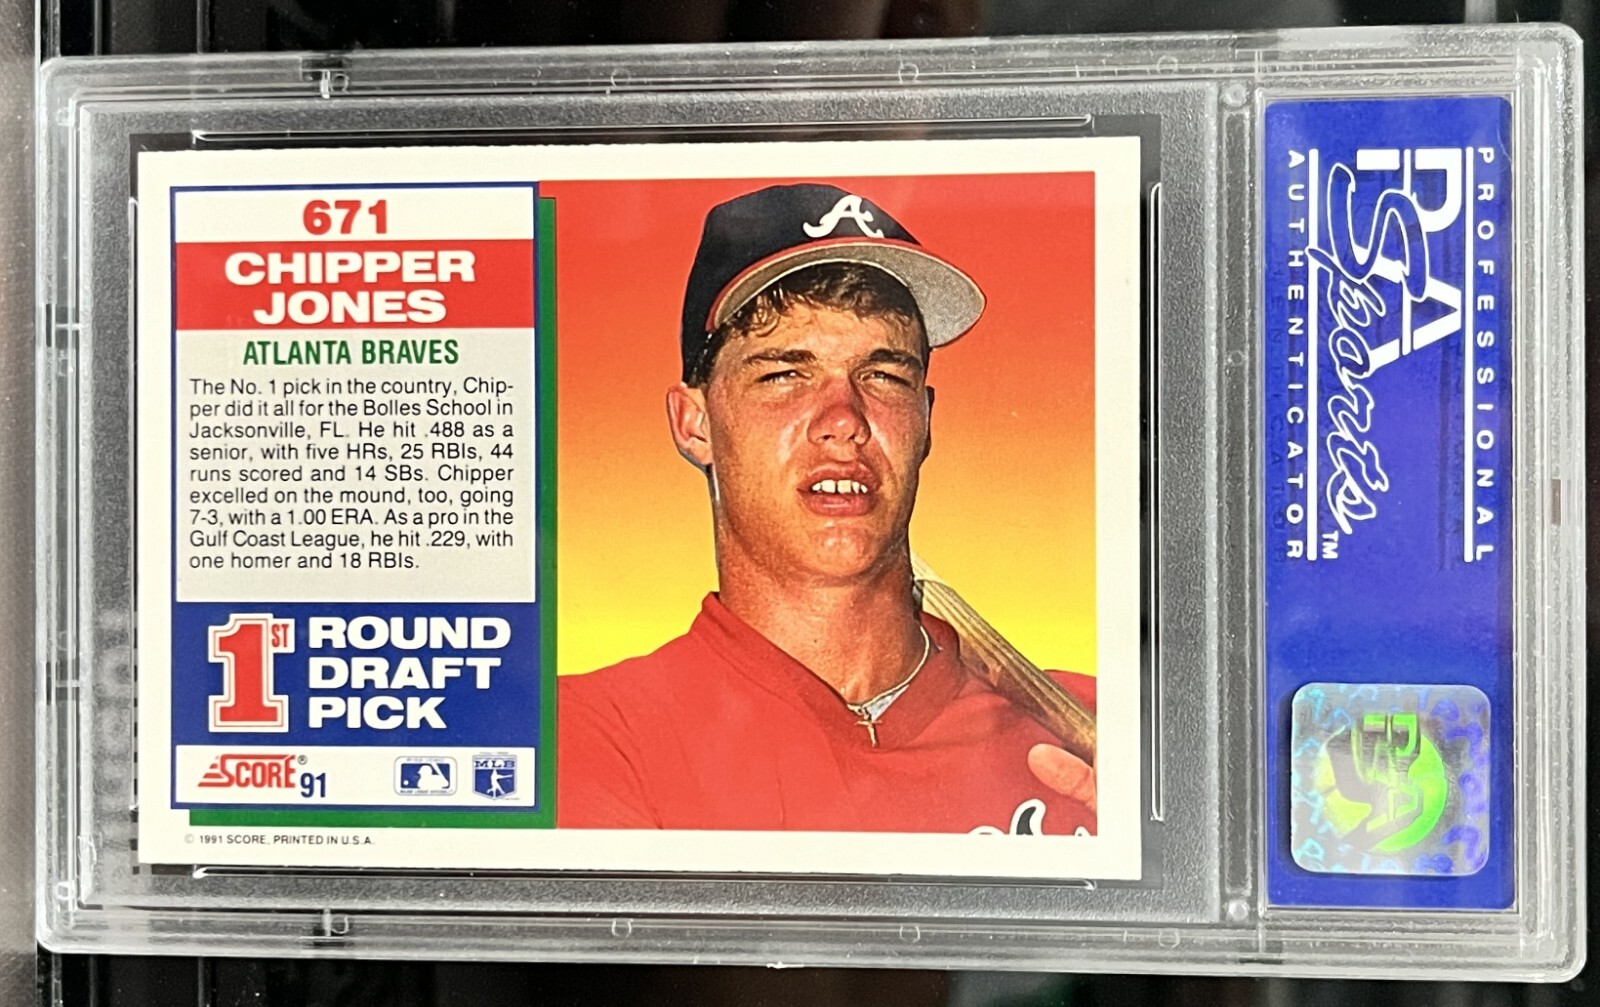 671
CHIPPER
JONES
ATLANTA BRAVES
The No. 1 pick in the country, Chip-
per did it all for the Bolles School in
Jacksonville, FL. He hit .488 as a
senior, with five HRs, 25 RBIs, 44
runs scored and 14 SBs. Chipper
excelled on the mound, too, going
7-3, with a 1.00 ERA. As a pro in the
Gulf Coast League, he hit .229, with
one homer and 18 RBIs.
1ST ROUND
DRAFT
PICK
SCORE® 91
MLB
© 1991 SCORE, PRINTED IN U.S.A.
A
PROFESSIONAL
PSA
Sports™
AUTHENTICATOR
PSA